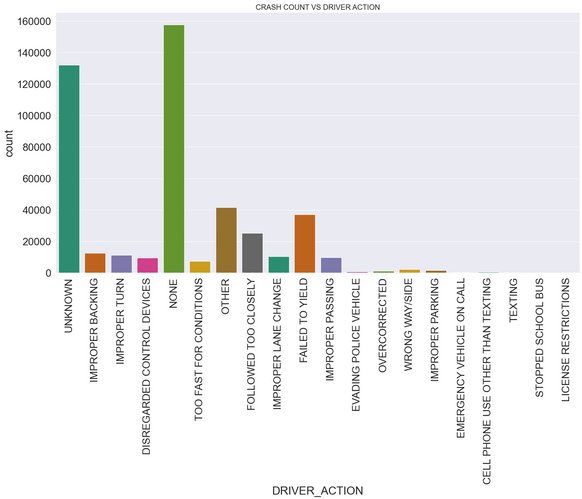 CRASH COUNT VS DRIVER ACTION
160000
140000
120000
100000
80000
60000
40000
20000
0
count
UNKNOWN
IMPROPER BACKING
IMPROPER TURN
DISREGARDED CONTROL DEVICES
NONE
TOO FAST FOR CONDITIONS
OTHER
FOLLOWED TOO CLOSELY
IMPROPER LANE CHANGE
FAILED TO YIELD
IMPROPER PASSING
EVADING POLICE VEHICLE
OVERCORRECTED
WRONG WAY/SIDE
IMPROPER PARKING
EMERGENCY VEHICLE ON CALL
CELL PHONE USE OTHER THAN TEXTING
TEXTING
STOPPED SCHOOL BUS
LICENSE RESTRICTIONS
DRIVER_ACTION